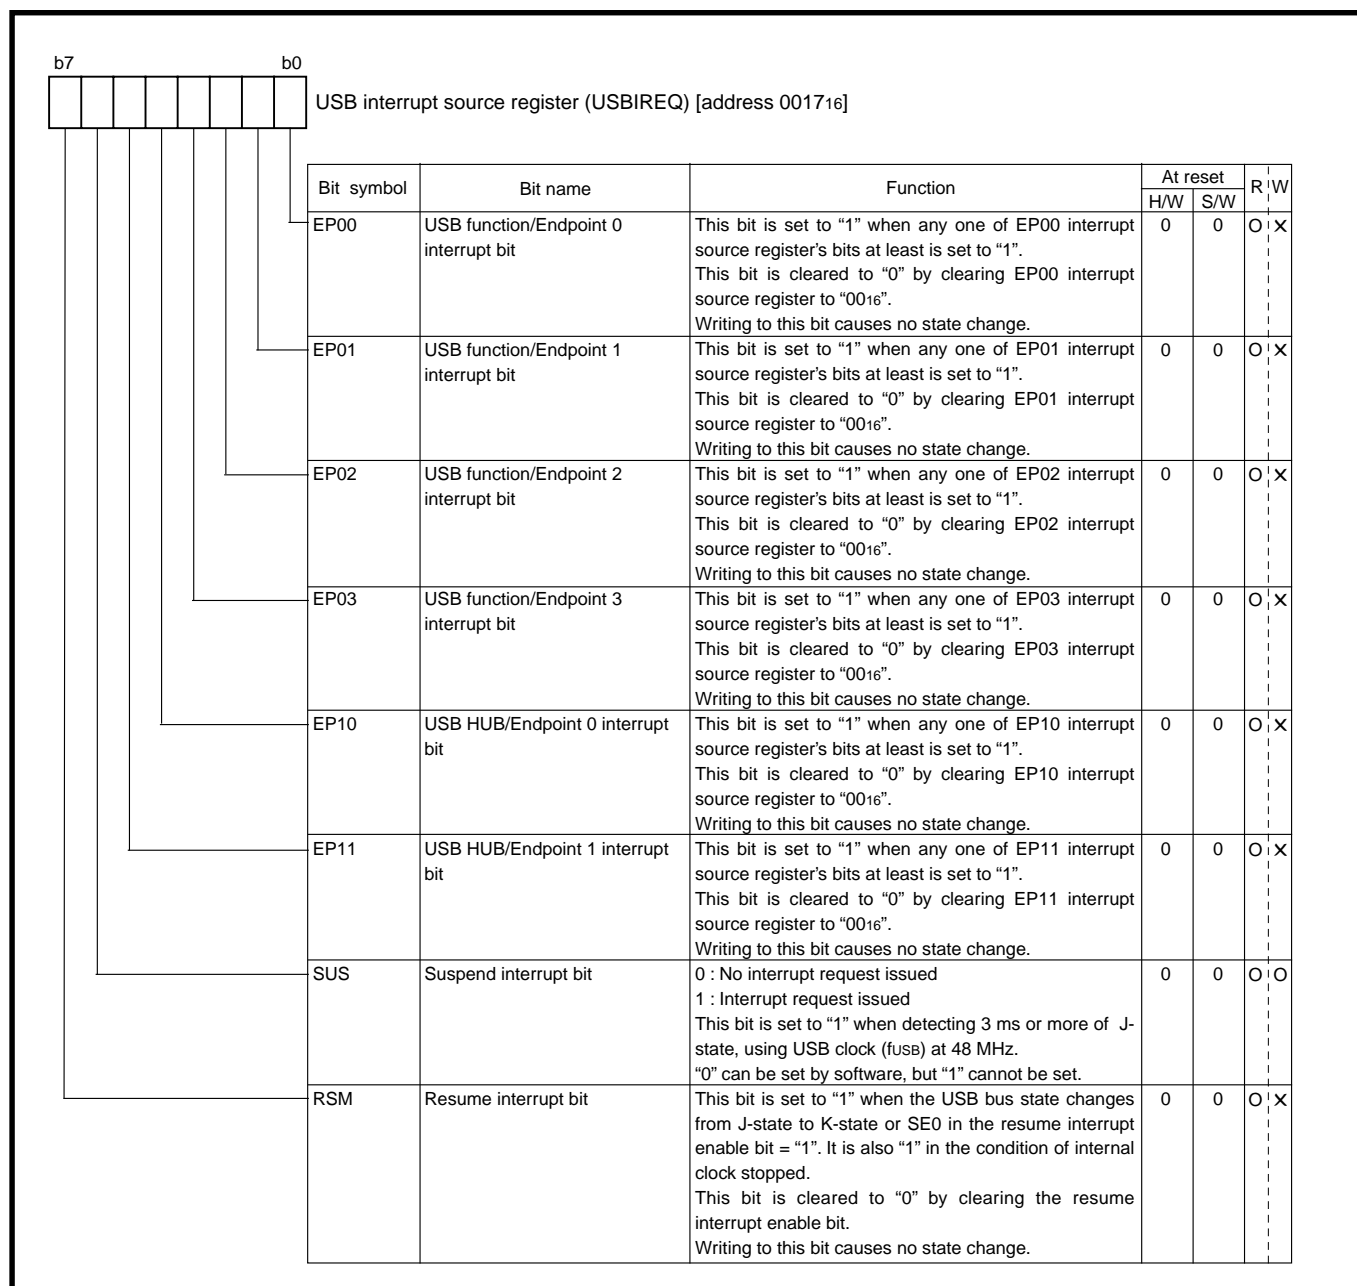 b7 b0
USB interrupt source register (USBIREQ) [address 001716]
Bit symbol Bit name Function At reset R W
H/W S/W
EP00 USB function/Endpoint 0 This bit is set to “1” when any one of EP00 interrupt 0 0 O X
interrupt bit source register’s bits at least is set to “1”.
This bit is cleared to “0” by clearing EP00 interrupt
source register to “0016”.
Writing to this bit causes no state change.
EP01 USB function/Endpoint 1 This bit is set to “1” when any one of EP01 interrupt 0 0 O X
interrupt bit source register’s bits at least is set to “1”.
This bit is cleared to “0” by clearing EP01 interrupt
source register to “0016”.
Writing to this bit causes no state change.
EP02 USB function/Endpoint 2 This bit is set to “1” when any one of EP02 interrupt 0 0 O X
interrupt bit source register’s bits at least is set to “1”.
This bit is cleared to “0” by clearing EP02 interrupt
source register to “0016”.
Writing to this bit causes no state change.
EP03 USB function/Endpoint 3 This bit is set to “1” when any one of EP03 interrupt 0 0 O X
interrupt bit source register’s bits at least is set to “1”.
This bit is cleared to “0” by clearing EP03 interrupt
source register to “0016”.
Writing to this bit causes no state change.
EP10 USB HUB/Endpoint 0 interrupt This bit is set to “1” when any one of EP10 interrupt 0 0 O X
bit source register’s bits at least is set to “1”.
This bit is cleared to “0” by clearing EP10 interrupt
source register to “0016”.
Writing to this bit causes no state change.
EP11 USB HUB/Endpoint 1 interrupt This bit is set to “1” when any one of EP11 interrupt 0 0 O X
bit source register’s bits at least is set to “1”.
This bit is cleared to “0” by clearing EP11 interrupt
source register to “0016”.
Writing to this bit causes no state change.
SUS Suspend interrupt bit 0 : No interrupt request issued 0 0 O O
1 : Interrupt request issued
This bit is set to “1” when detecting 3 ms or more of J-
state, using USB clock (fUSB) at 48 MHz.
“0” can be set by software, but “1” cannot be set.
RSM Resume interrupt bit This bit is set to “1” when the USB bus state changes 0 0 O X
from J-state to K-state or SE0 in the resume interrupt
enable bit = “1”. It is also “1” in the condition of internal
clock stopped.
This bit is cleared to “0” by clearing the resume
interrupt enable bit.
Writing to this bit causes no state change.